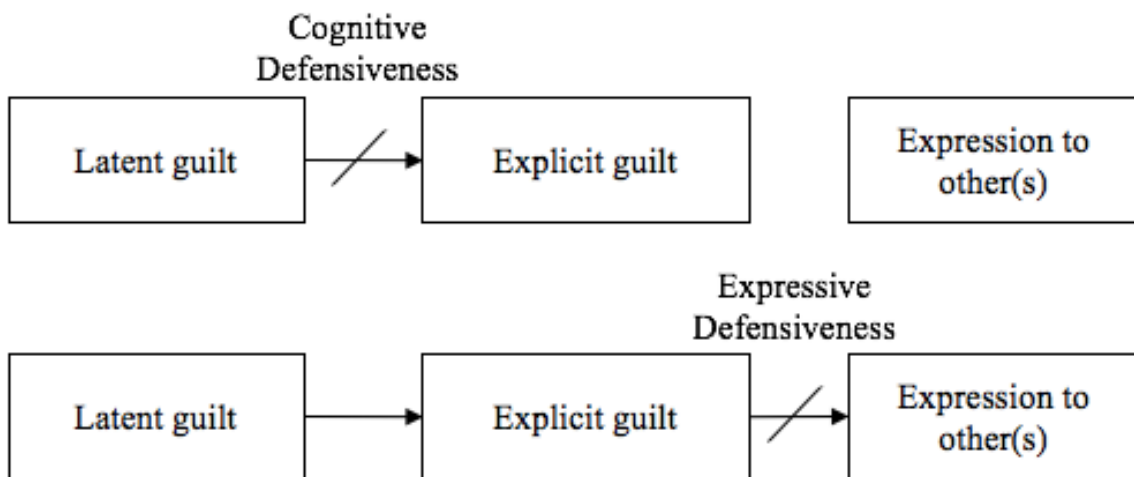 Cognitive
Defensiveness
Latent guilt
Explicit guilt
Expression to
other(s)
Expressive
Defensiveness
Latent guilt
Explicit guilt
Expression to
other(s)